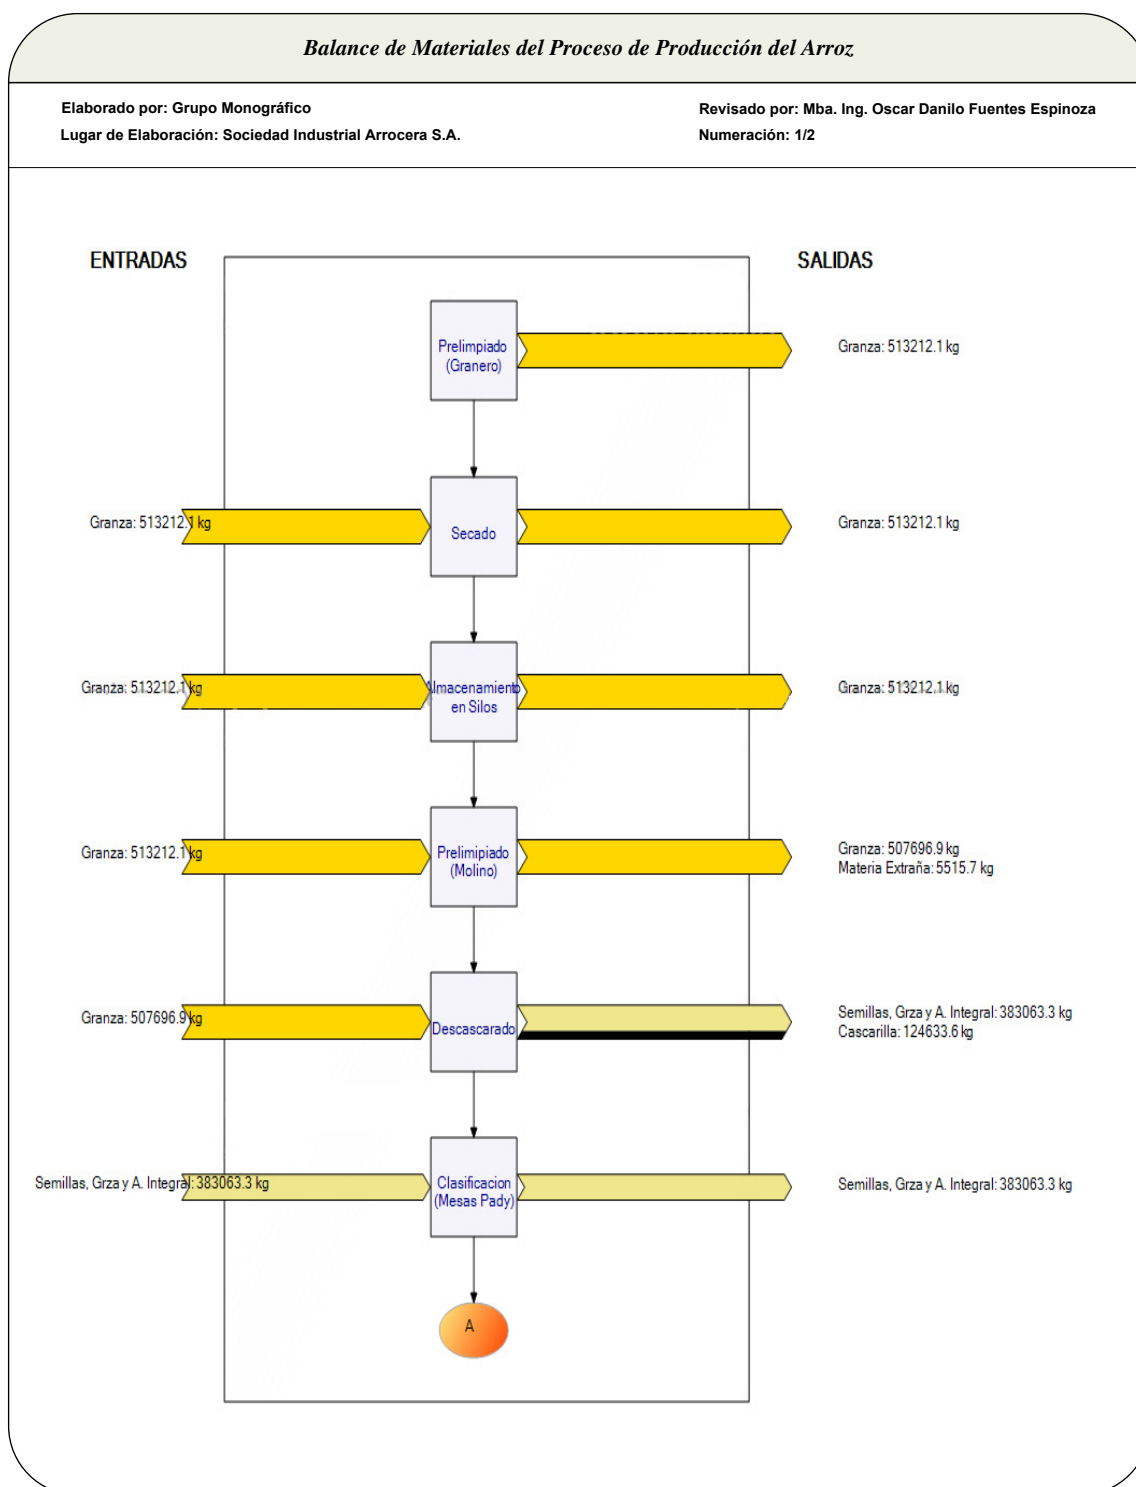 Balance de Materiales del Proceso de Producción del Arroz
Elaborado por: Grupo Monográfico
Revisado por: Mba. Ing. Oscar Danilo Fuentes Espinoza
Lugar de Elaboración: Sociedad Industrial Arrocera S.A.
Numeración: 1/2
ENTRADAS
SALIDAS
Prelimpiado
(Granero)
Granza: 513212.1 kg
Granza: 513212.1 kg
Secado
Granza: 513212.1 kg
Granza: 513212.1 kg
Almacenamiento
en Silos
Granza: 513212.1 kg
Granza: 513212.1 kg
Prelimipiado
(Molino)
Granza: 507696.9 kg
Materia Extraña: 5515.7 kg
Granza: 507696.9 kg
Descascarado
Semillas, Grza y A. Integral: 383063.3 kg
Cascarilla: 124633.6 kg
Semillas, Grza y A. Integral: 383063.3 kg
Clasificacion
(Mesas Pady)
Semillas, Grza y A. Integral: 383063.3 kg
A